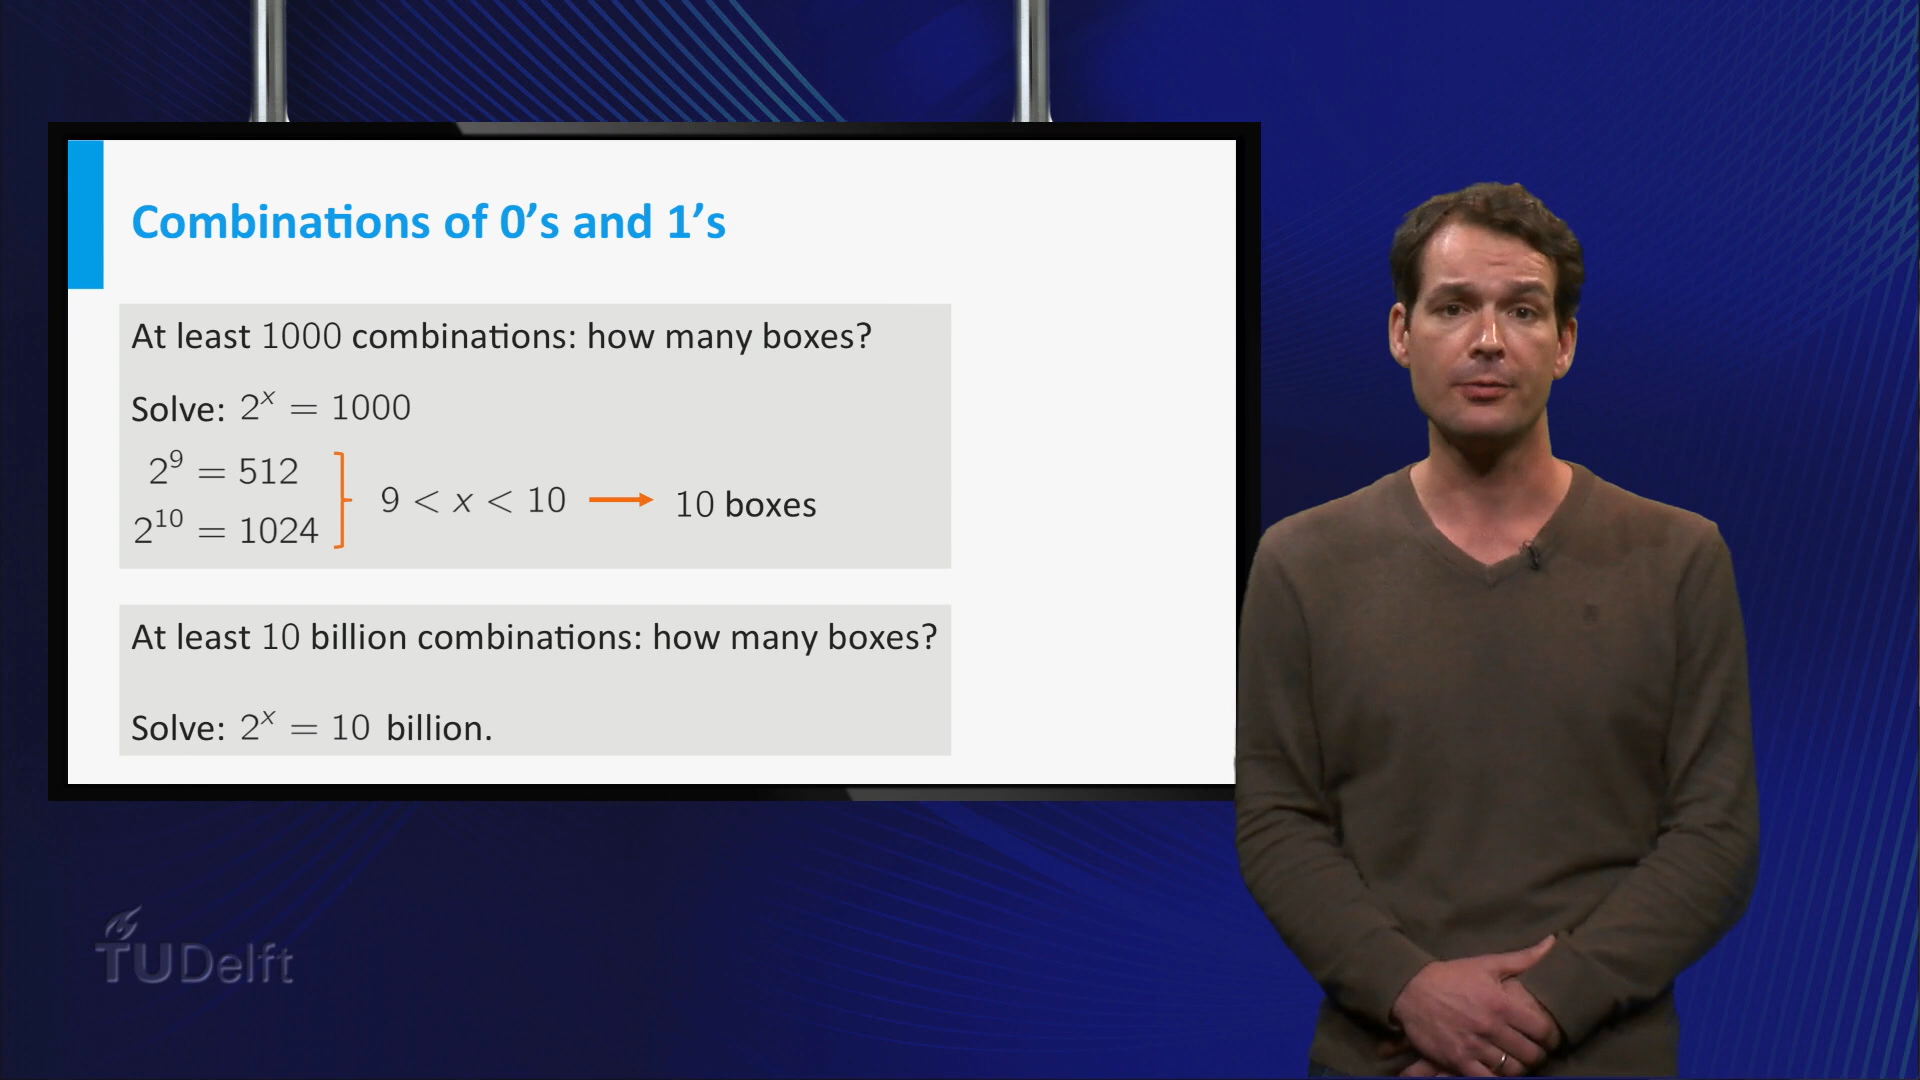 Combinations of 0's and 1's
At least 1000 combinations: how many boxes?
Solve: 2^x = 1000
2^9 = 512
2^10 = 1024
9 < x < 10 → 10 boxes
At least 10 billion combinations: how many boxes?
Solve: 2^x = 10 billion.
TUDelft